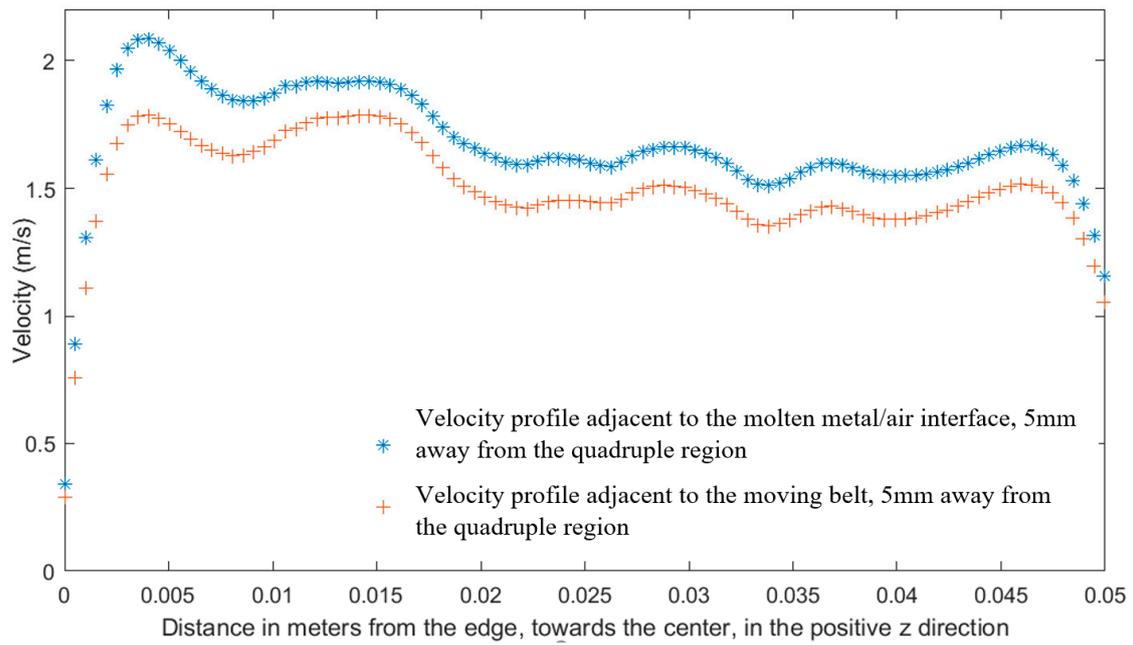 Velocity (m/s)
2
1.5
1
0.5
0
Velocity profile adjacent to the molten metal/air interface, 5mm
away from the quadruple region
Velocity profile adjacent to the moving belt, 5mm away from
the quadruple region
0 0.005 0.01 0.015 0.02 0.025 0.03 0.035 0.04 0.045 0.05
Distance in meters from the edge, towards the center, in the positive z direction